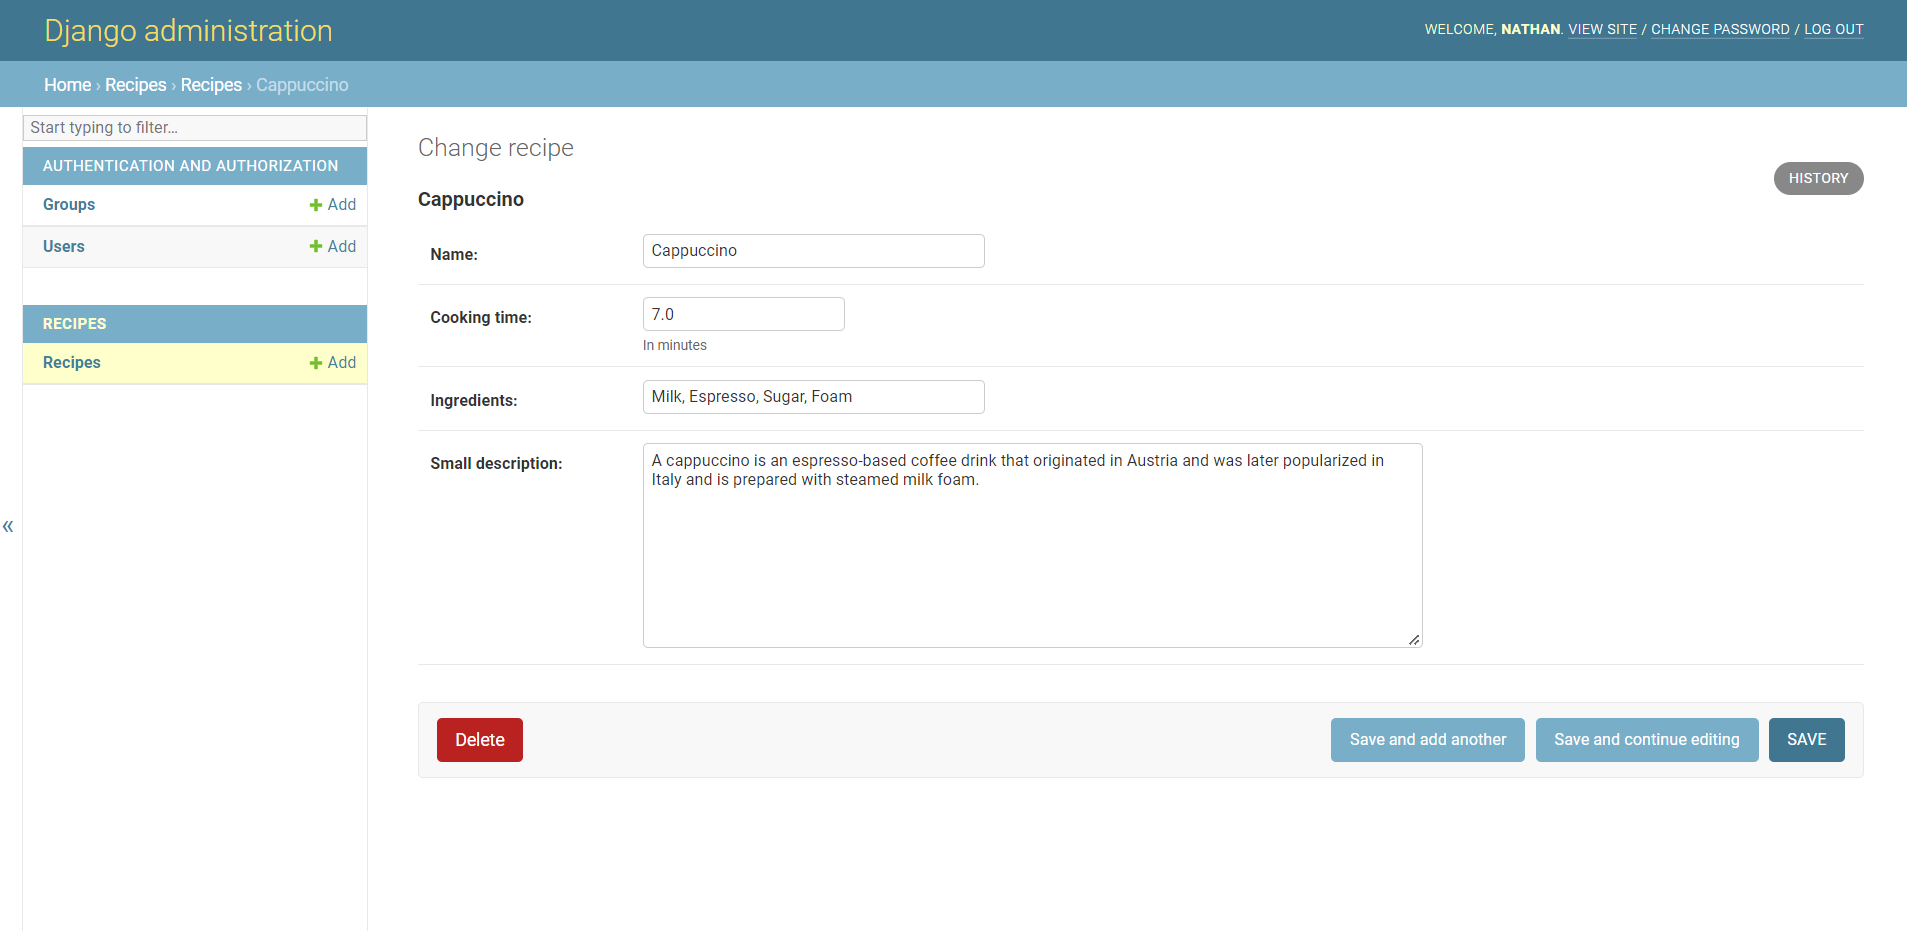 Django administration
WELCOME, NATHAN. VIEW SITE / CHANGE PASSWORD / LOG OUT
Home › Recipes › Recipes › Cappuccino
Start typing to filter...
AUTHENTICATION AND AUTHORIZATION
Groups + Add
Users + Add
RECIPES
Recipes + Add
«
Change recipe
HISTORY
Cappuccino
Name: Cappuccino
Cooking time: 7.0
In minutes
Ingredients: Milk, Espresso, Sugar, Foam
Small description: A cappuccino is an espresso-based coffee drink that originated in Austria and was later popularized in
Italy and is prepared with steamed milk foam.
Delete Save and add another Save and continue editing SAVE